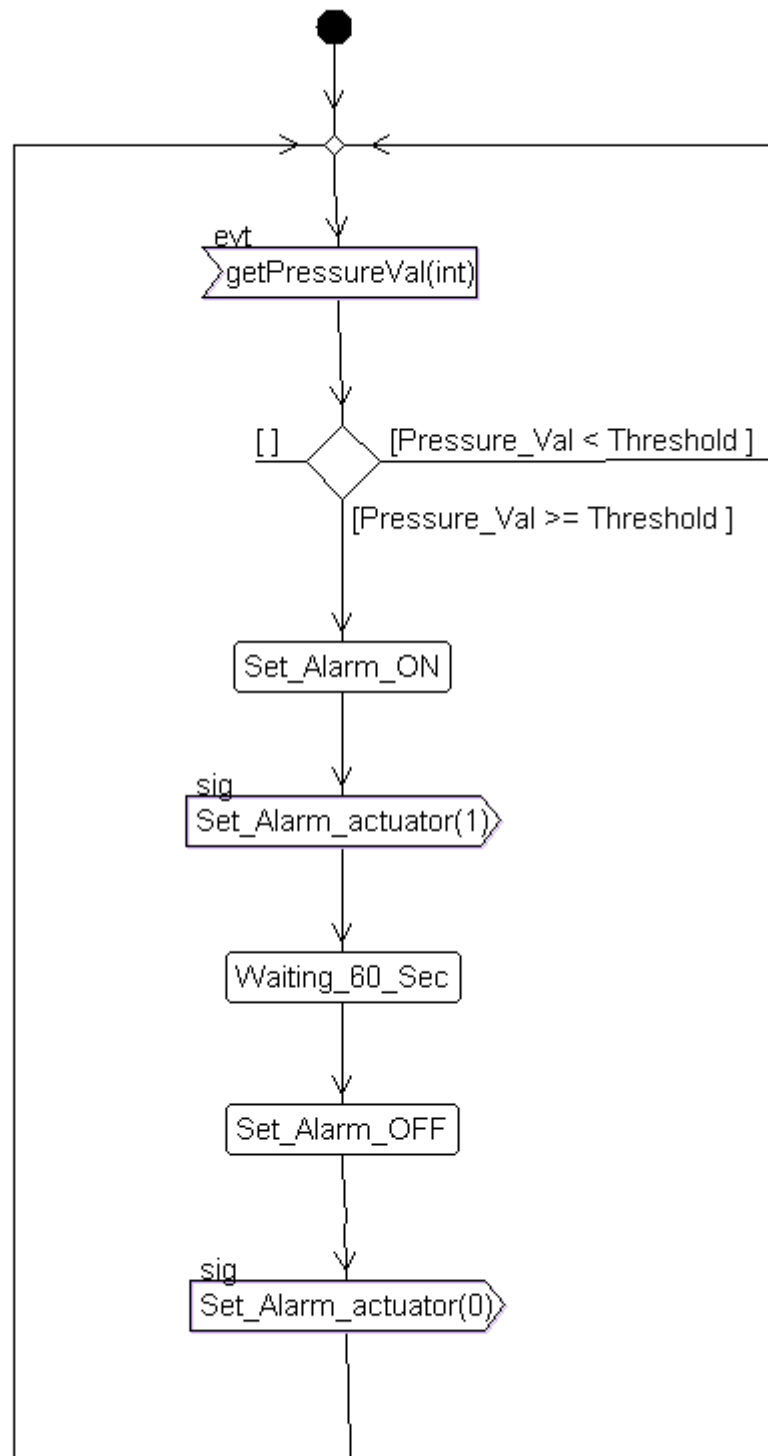 evt
getPressureVal(int)
[ ]
[Pressure_Val < Threshold ]
[Pressure_Val >= Threshold ]
Set_Alarm_ON
sig
Set_Alarm_actuator(1)
Waiting_60_Sec
Set_Alarm_OFF
sig
Set_Alarm_actuator(0)